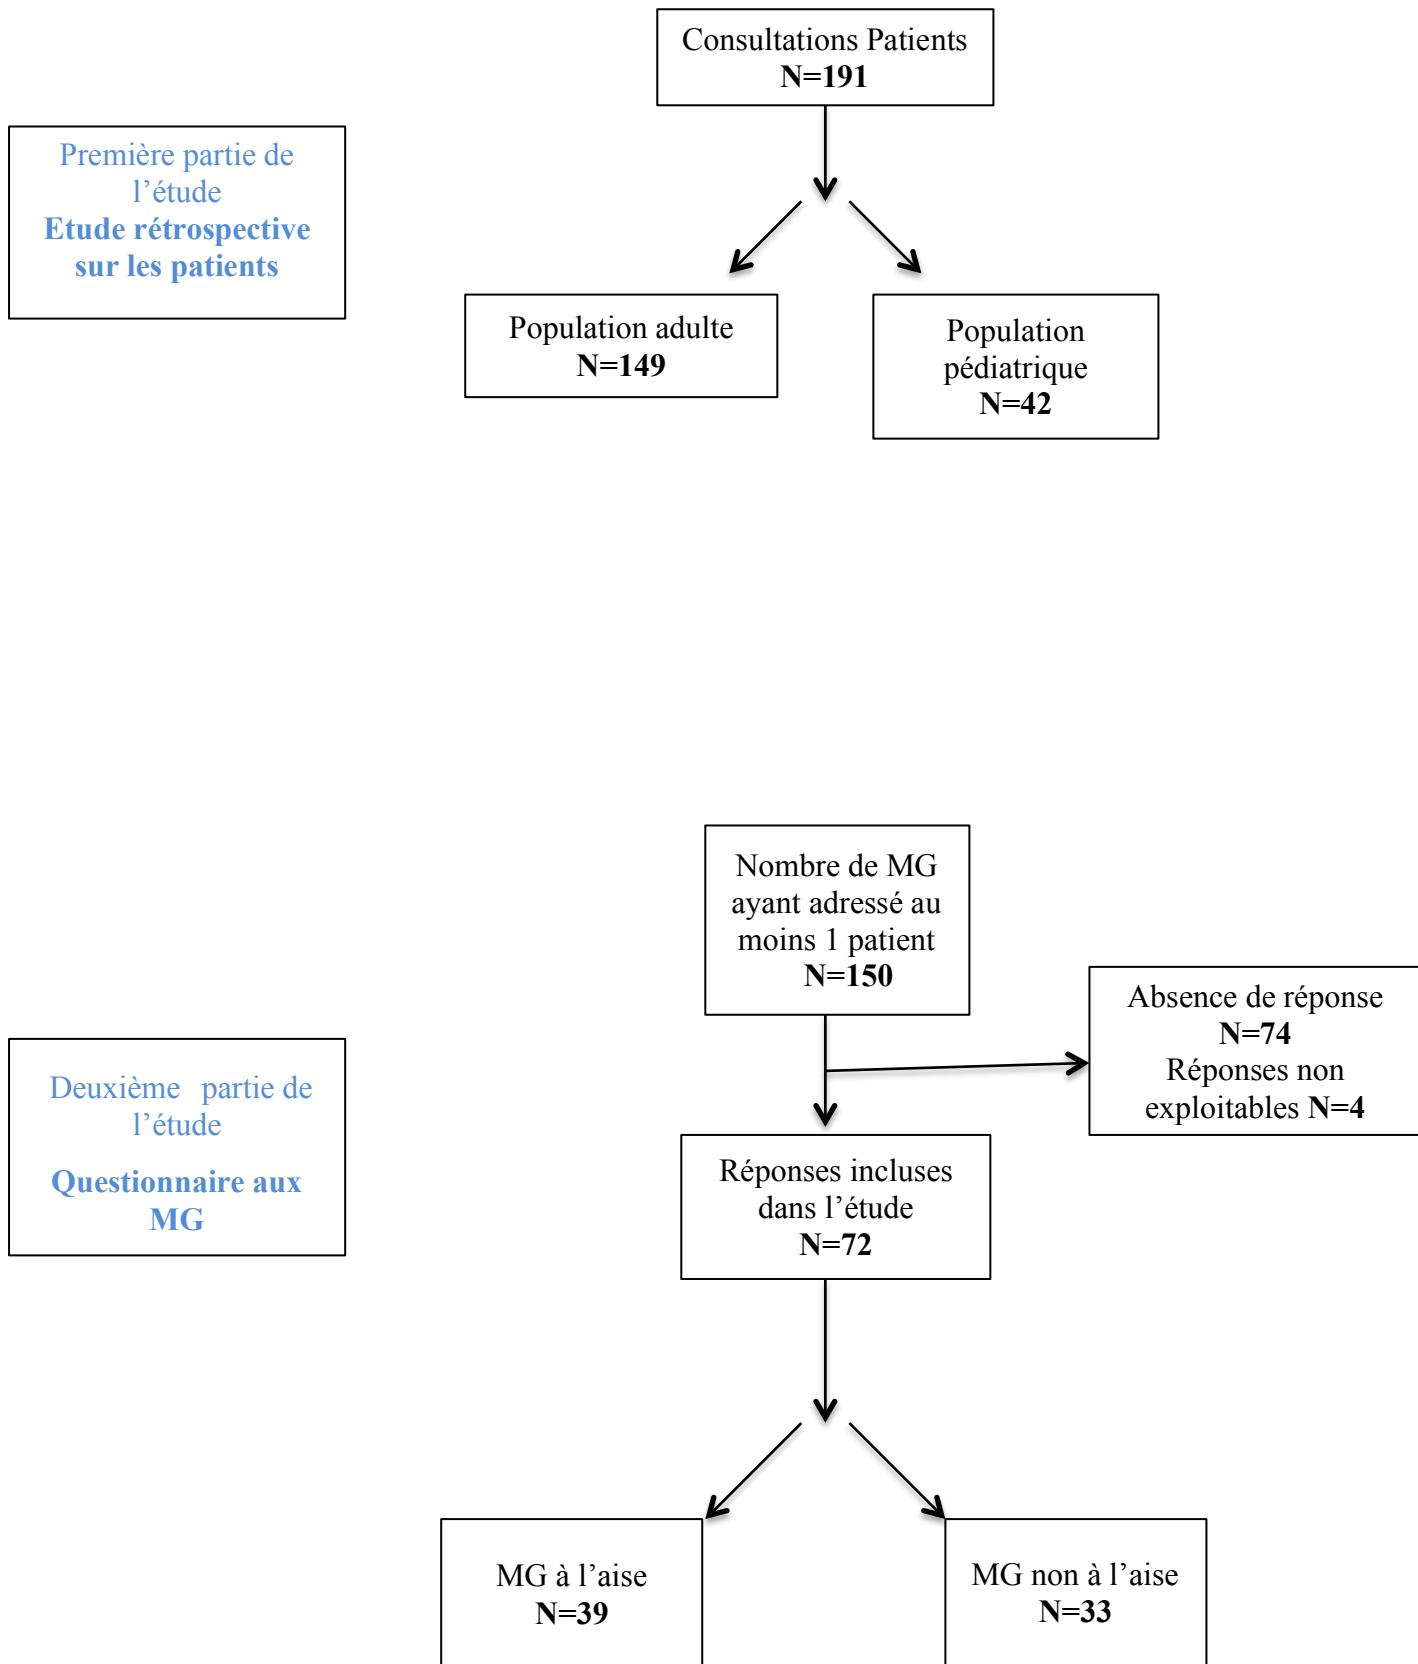 Consultations Patients
N=191
Première partie de
l’étude
Etude rétrospective
sur les patients
Population adulte
N=149
Population
pédiatrique
N=42
Nombre de MG
ayant adressé au
moins 1 patient
N=150
Absence de réponse
N=74
Réponses non
exploitables N=4
Deuxième partie de
l’étude
Questionnaire aux
MG
Réponses incluses
dans l’étude
N=72
MG à l’aise
N=39
MG non à l’aise
N=33